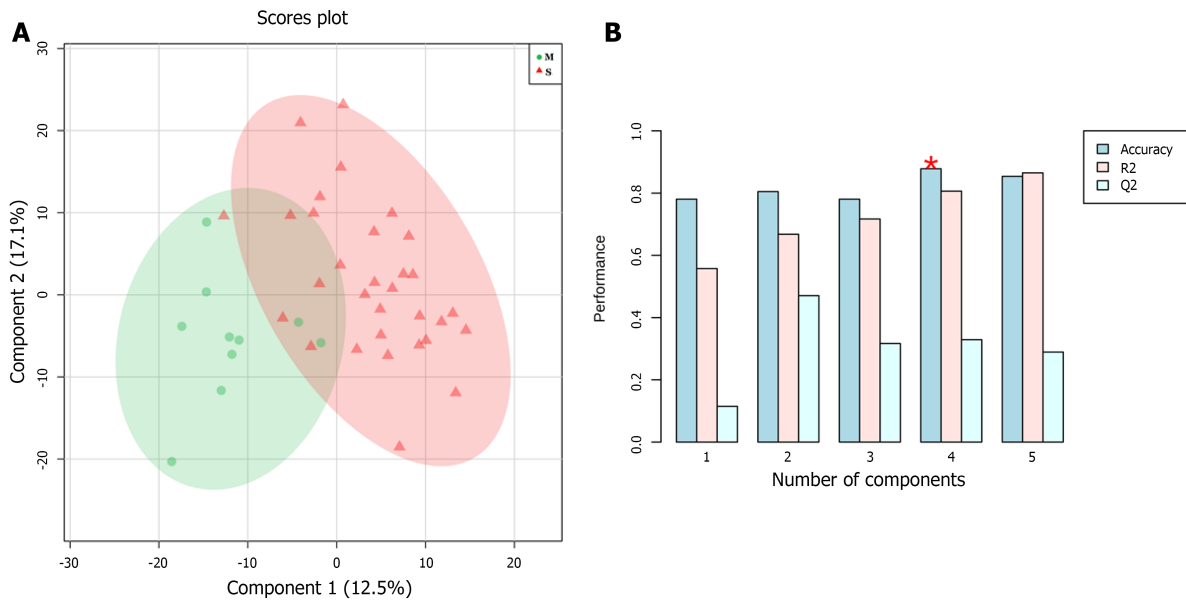 A
Scores plot
M
S
Component 2 (17.1%)
30
20
10
0
-10
-20
-30
-20
-10
0
10
20
Component 1 (12.5%)
B
*
Accuracy
R2
Q2
Performance
1.0
0.8
0.6
0.4
0.2
0.0
1
2
3
4
5
Number of components